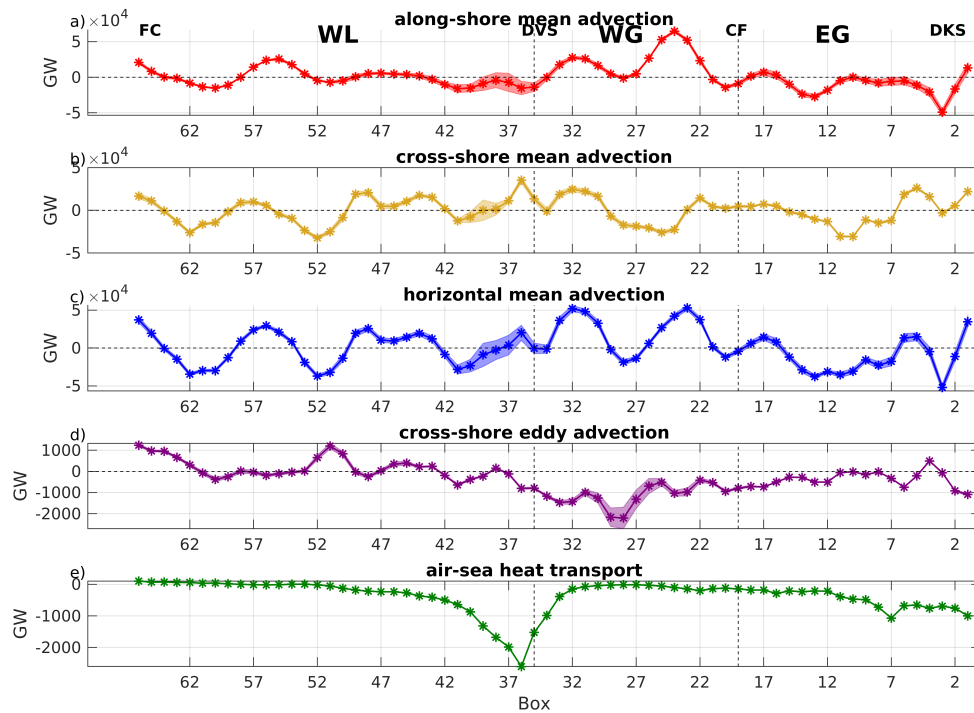 a) ×10⁴ along-shore mean advection
FC WL DVS WG CF EG DKS
5
0
-5
GW
62 57 52 47 42 37 32 27 22 17 12 7 2
b) ×10⁴ cross-shore mean advection
5
0
-5
GW
62 57 52 47 42 37 32 27 22 17 12 7 2
c) ×10⁴ horizontal mean advection
5
0
-5
GW
62 57 52 47 42 37 32 27 22 17 12 7 2
d) cross-shore eddy advection
1000
0
-1000
-2000
GW
62 57 52 47 42 37 32 27 22 17 12 7 2
e) air-sea heat transport
0
-1000
-2000
GW
62 57 52 47 42 37 32 27 22 17 12 7 2
Box